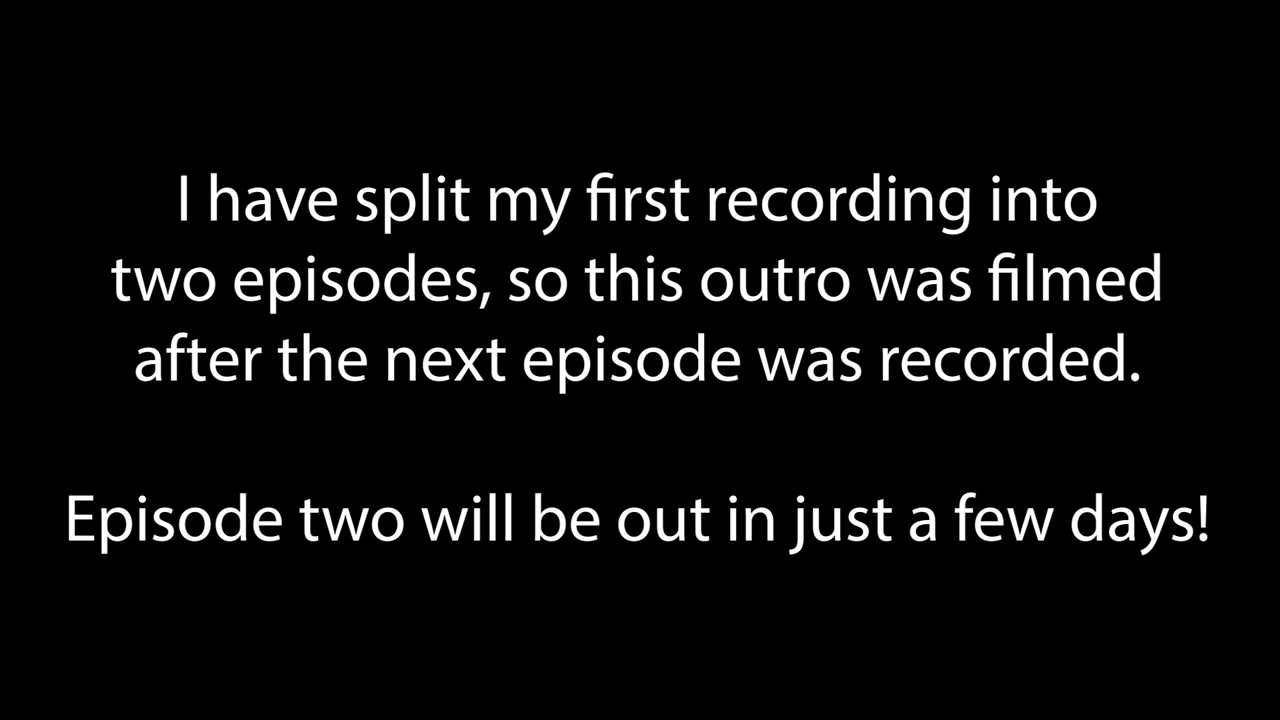 I have split my first recording into
two episodes, so this outro was filmed
after the next episode was recorded.
Episode two will be out in just a few days!